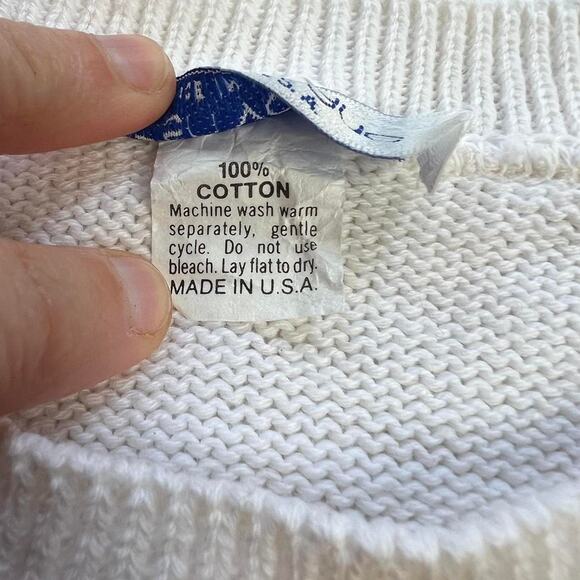 100%
COTTON
Machine wash warm
separately, gentle
cycle. Do not use
bleach. Lay flat to dry.
MADE IN U.S.A.